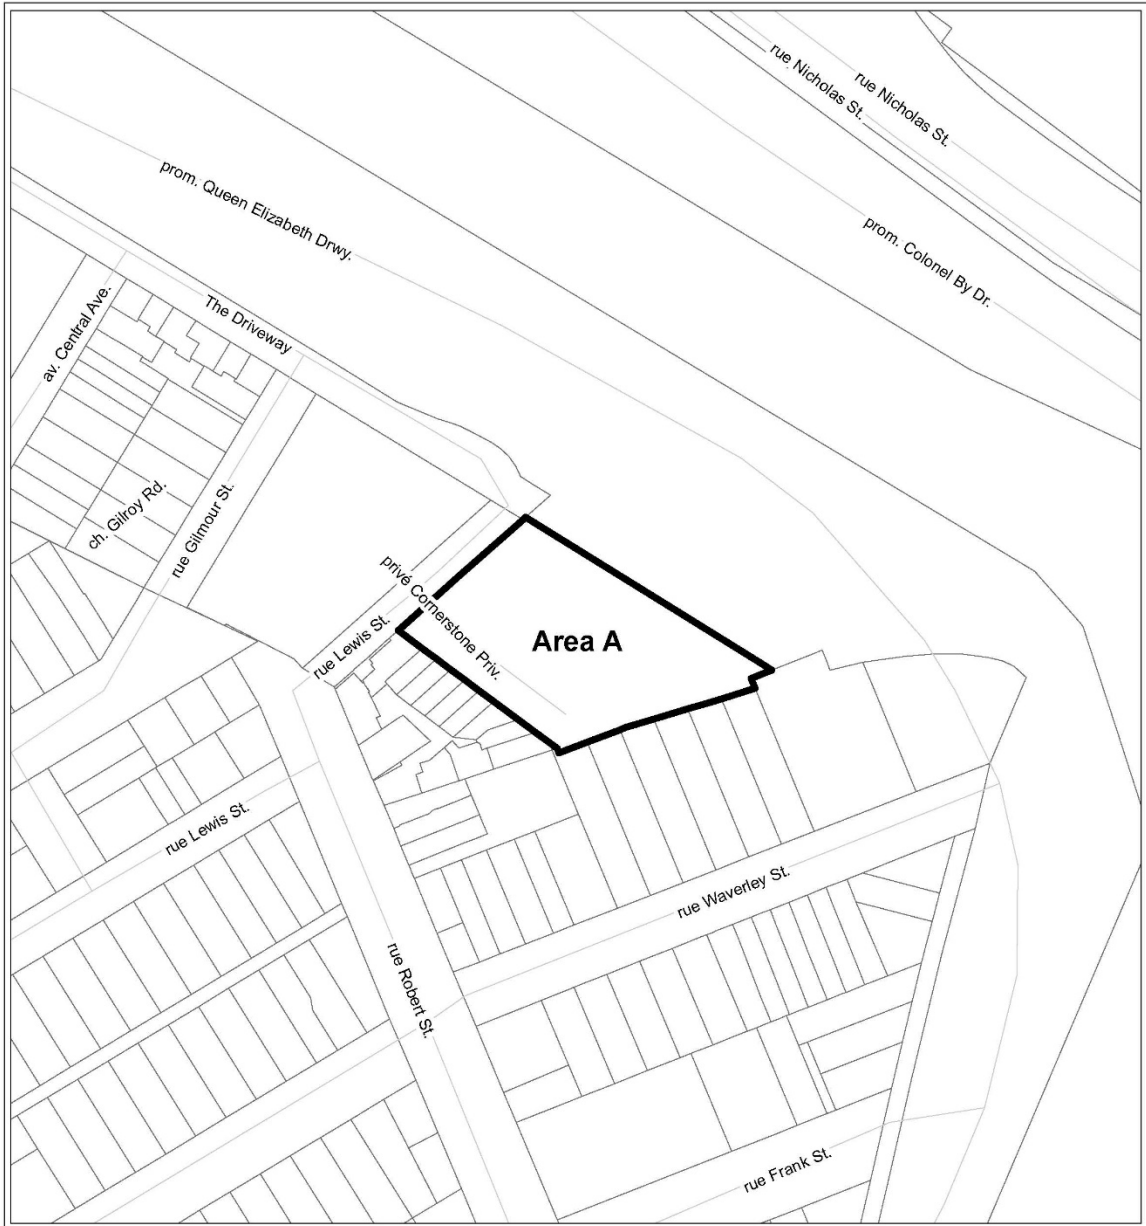 rue Nicholas St.
rue Nicholas St.
prom. Queen Elizabeth Drwy.
prom. Colonel By Dr.
av. Central Ave.
The Driveway
ch. Gilroy Rd.
rue Gilmour St.
privé Cornerstone Priv.
rue Lewis St.
Area A
rue Lewis St.
rue Waverley St.
rue Robert St.
rue Frank St.